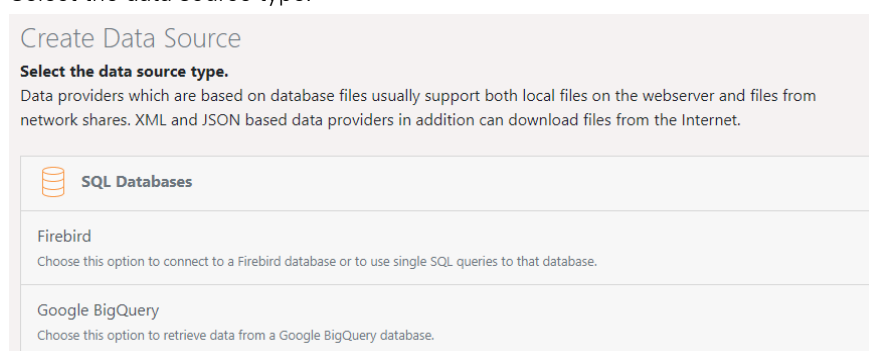 Create Data Source
Select the data source type.
Data providers which are based on database files usually support both local files on the webserver and files from
network shares. XML and JSON based data providers in addition can download files from the Internet.
SQL Databases
Firebird
Choose this option to connect to a Firebird database or to use single SQL queries to that database.
Google BigQuery
Choose this option to retrieve data from a Google BigQuery database.